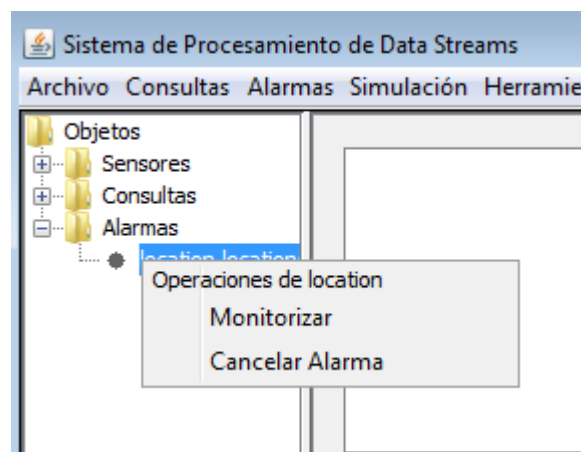 Sistema de Procesamiento de Data Streams
Archivo Consultas Alarmas Simulación Herramie
Objetos
Sensores
Consultas
Alarmas
location location
Operaciones de location
Monitorizar
Cancelar Alarma